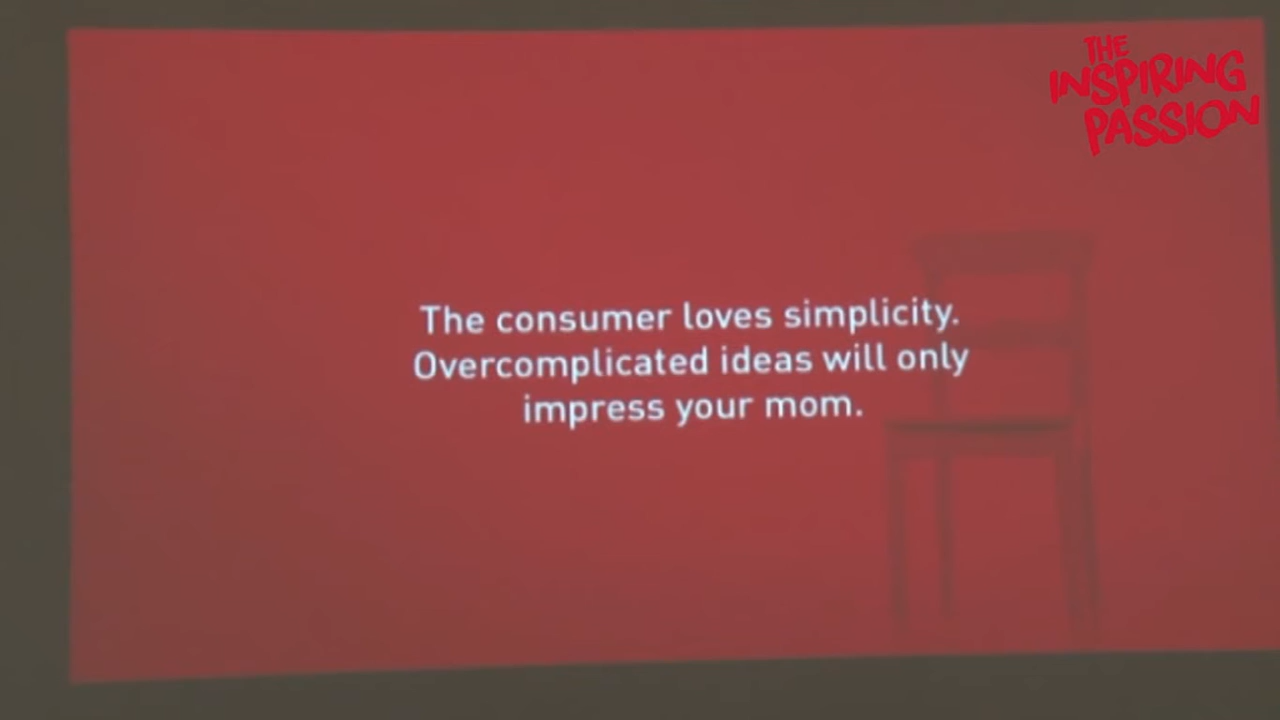 THE
INSPIRING
PASSION
The consumer loves simplicity.
Overcomplicated ideas will only
impress your mom.